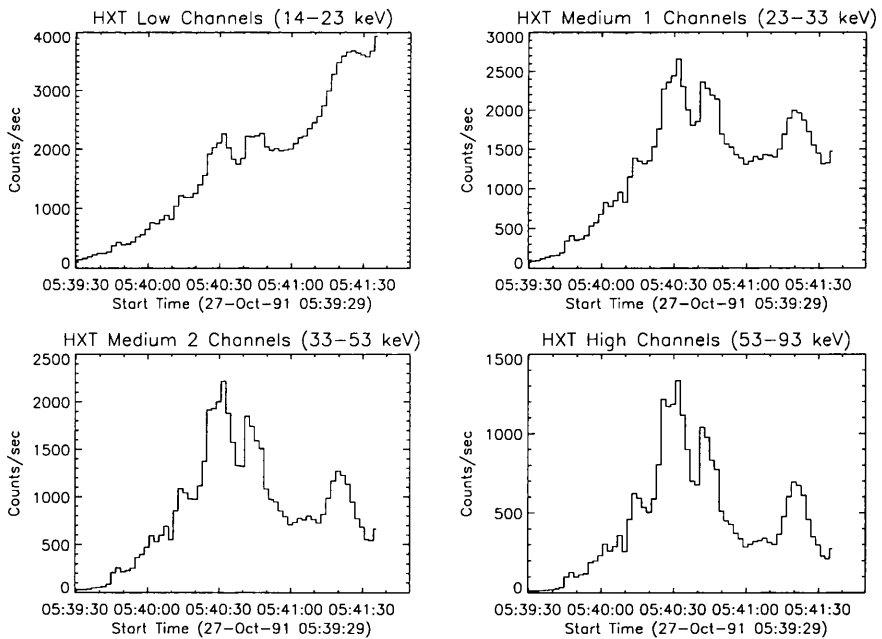 HXT Low Channels (14-23 keV)
4000
3000
2000
1000
0
Counts/sec
05:39:30 05:40:00 05:40:30 05:41:00 05:41:30
Start Time (27-Oct-91 05:39:29)
HXT Medium 1 Channels (23-33 keV)
3000
2500
2000
1500
1000
500
0
Counts/sec
05:39:30 05:40:00 05:40:30 05:41:00 05:41:30
Start Time (27-Oct-91 05:39:29)
HXT Medium 2 Channels (33-53 keV)
2500
2000
1500
1000
500
0
Counts/sec
05:39:30 05:40:00 05:40:30 05:41:00 05:41:30
Start Time (27-Oct-91 05:39:29)
HXT High Channels (53-93 keV)
1500
1000
500
0
Counts/sec
05:39:30 05:40:00 05:40:30 05:41:00 05:41:30
Start Time (27-Oct-91 05:39:29)